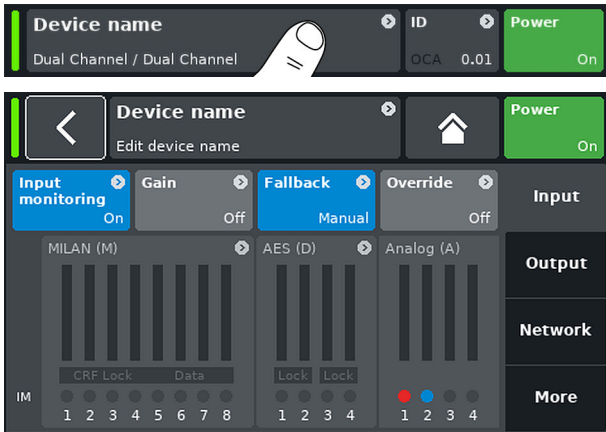 Device name
ID
Power
Dual Channel / Dual Channel
OCA 0.01
On
Device name
Power
Edit device name
On
Input monitoring
Gain
Fallback
Override
Input
On
Off
Manual
Off
MILAN (M)
AES (D)
Analog (A)
Output
Network
CRF Lock
Data
Lock
Lock
IM
More
1 2 3 4 5 6 7 8
1 2 3 4
1 2 3 4